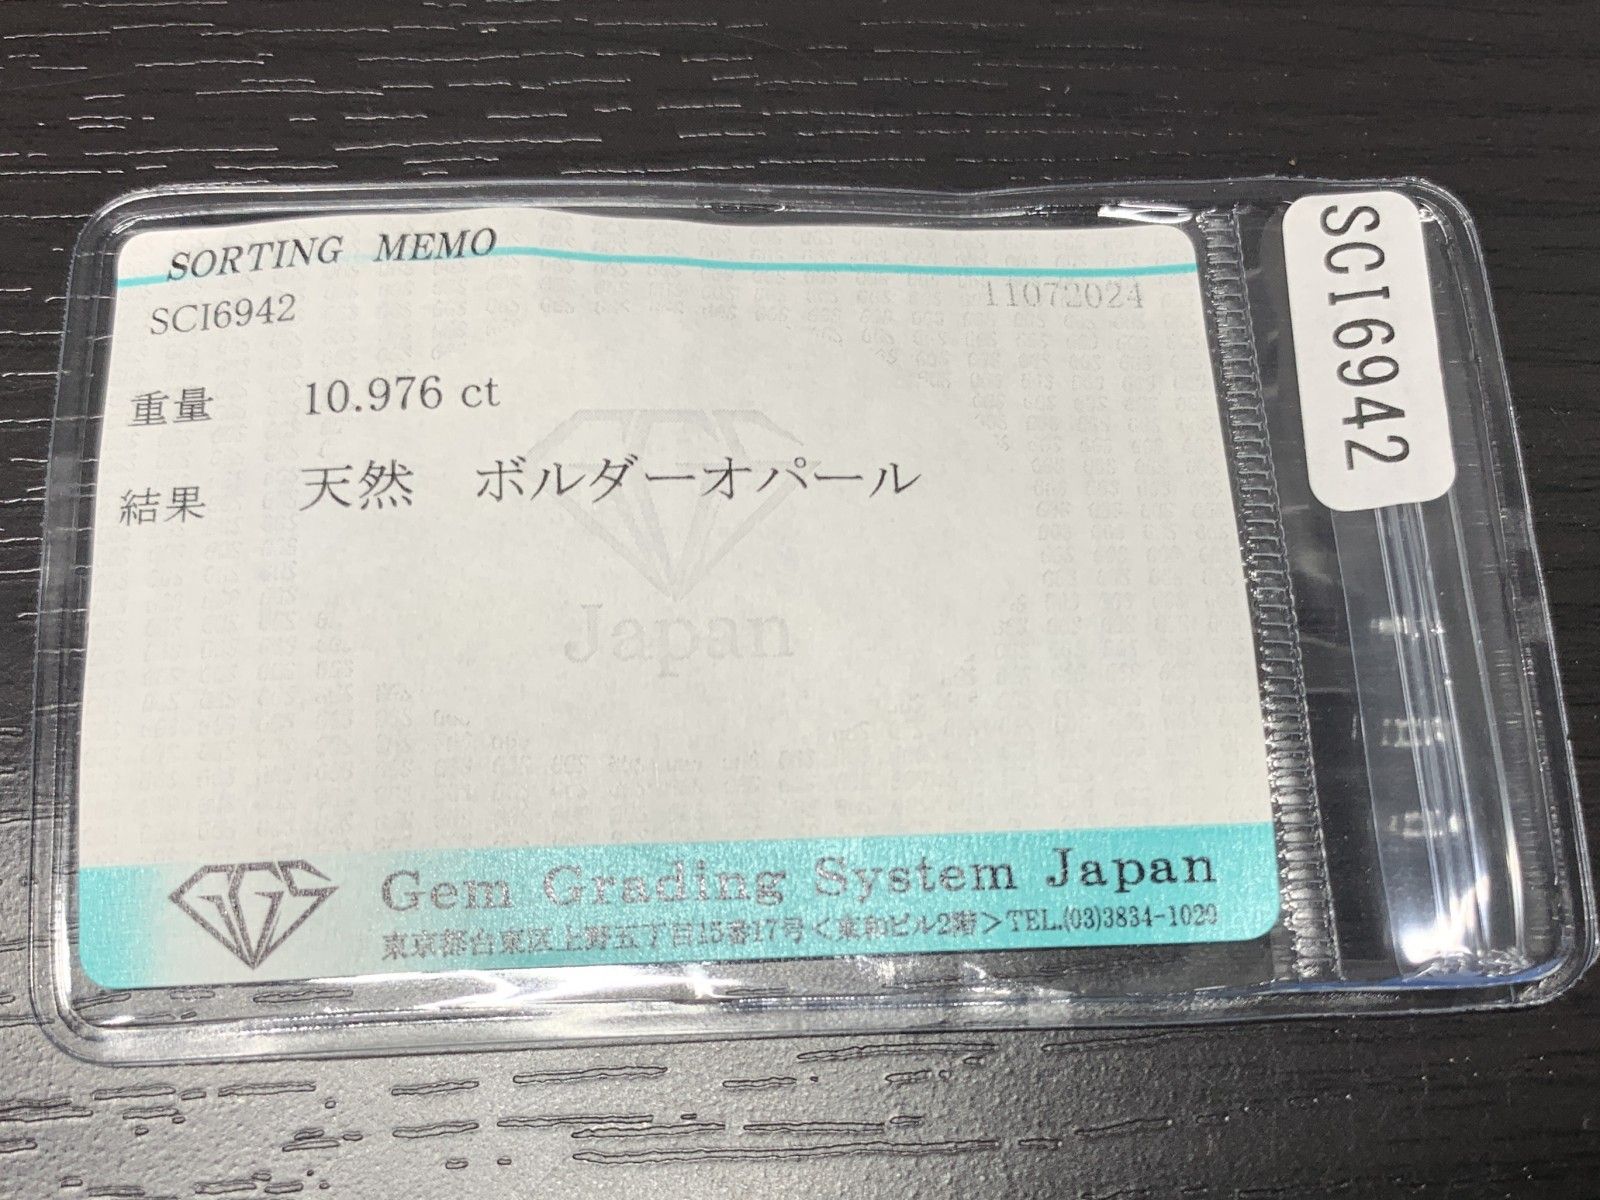 SORTING MEMO
SCI6942
11072024
重量 10.976 ct
結果 天然 ボルダーオパール
GGS
Japan
GGS
Gem Grading System Japan
東京都台東区上野五丁目15番17号<東和ビル2階>TEL.(03)3834-1020
SCI6942